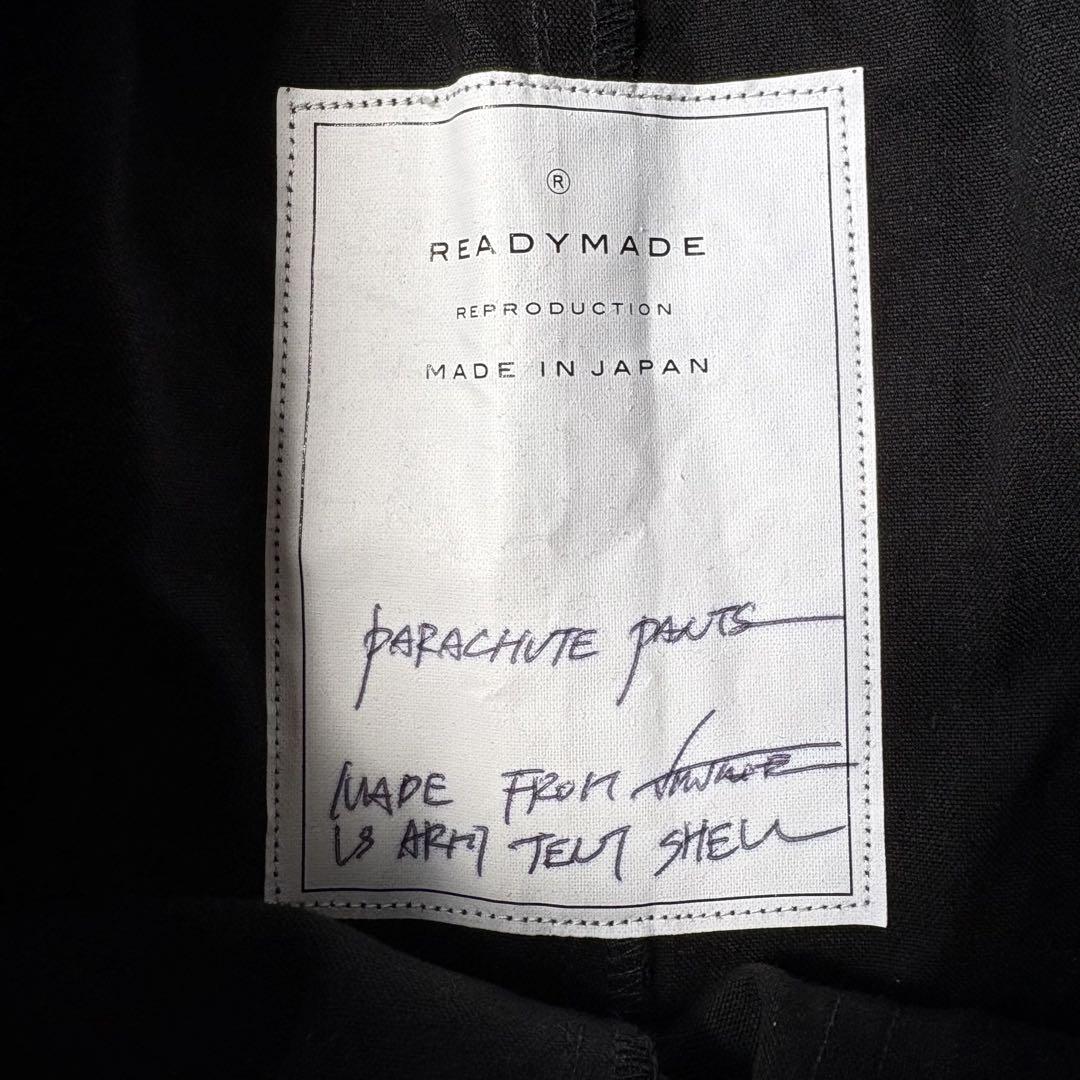 ®
READYMADE
REPRODUCTION
MADE IN JAPAN
PARACHUTE PANTS
MADE FROM VINTAGE
US ARMY TENT SHELL